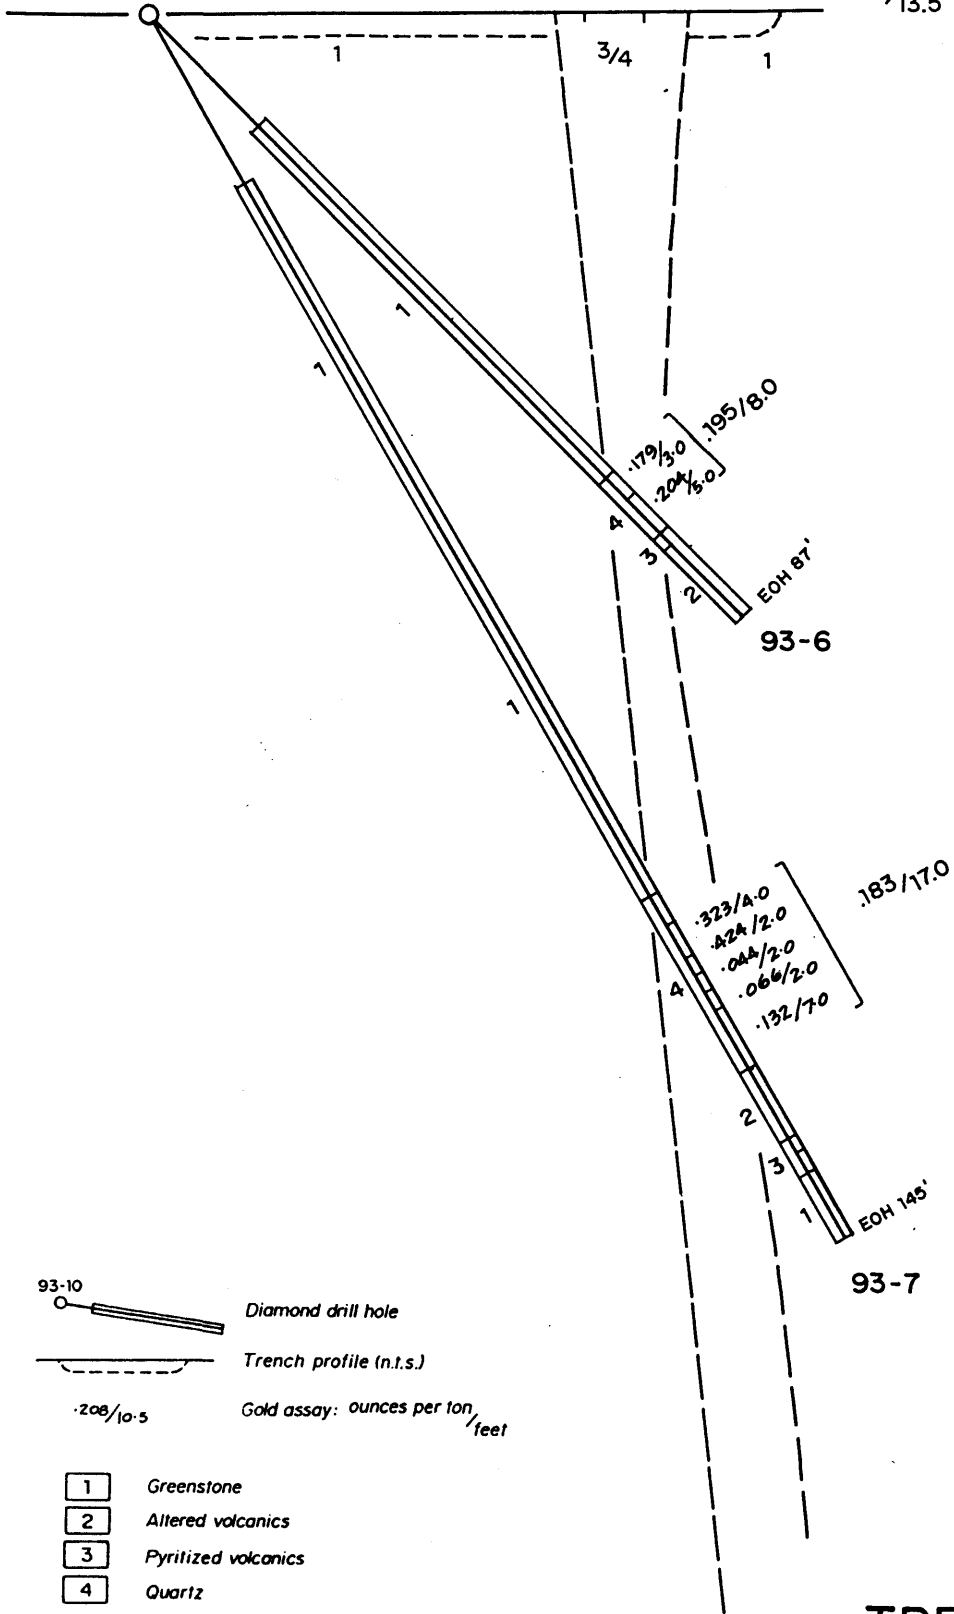 13.5
1
3/4
1
1
1
.195/8.0
.179/3.0
.204/5.0
4
3
2
EOH 87'
93-6
1
.183/17.0
.323/4.0
.424/2.0
.044/2.0
.066/2.0
.132/7.0
4
2
3
1
EOH 145'
93-7
93-10
Diamond drill hole
Trench profile (n.t.s.)
.208/10.5 Gold assay: ounces per ton/feet
1 Greenstone
2 Altered volcanics
3 Pyritized volcanics
4 Quartz